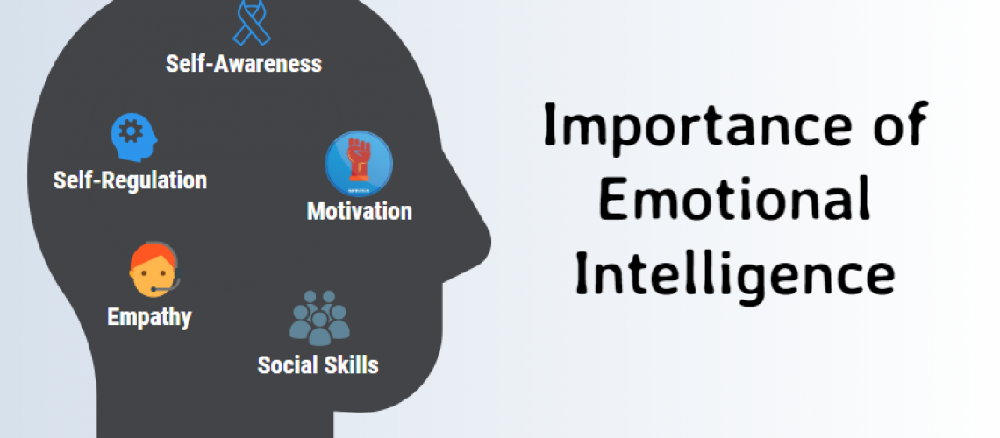 Self-Awareness
Self-Regulation
Motivation
Empathy
Social Skills
Importance of
Emotional
Intelligence